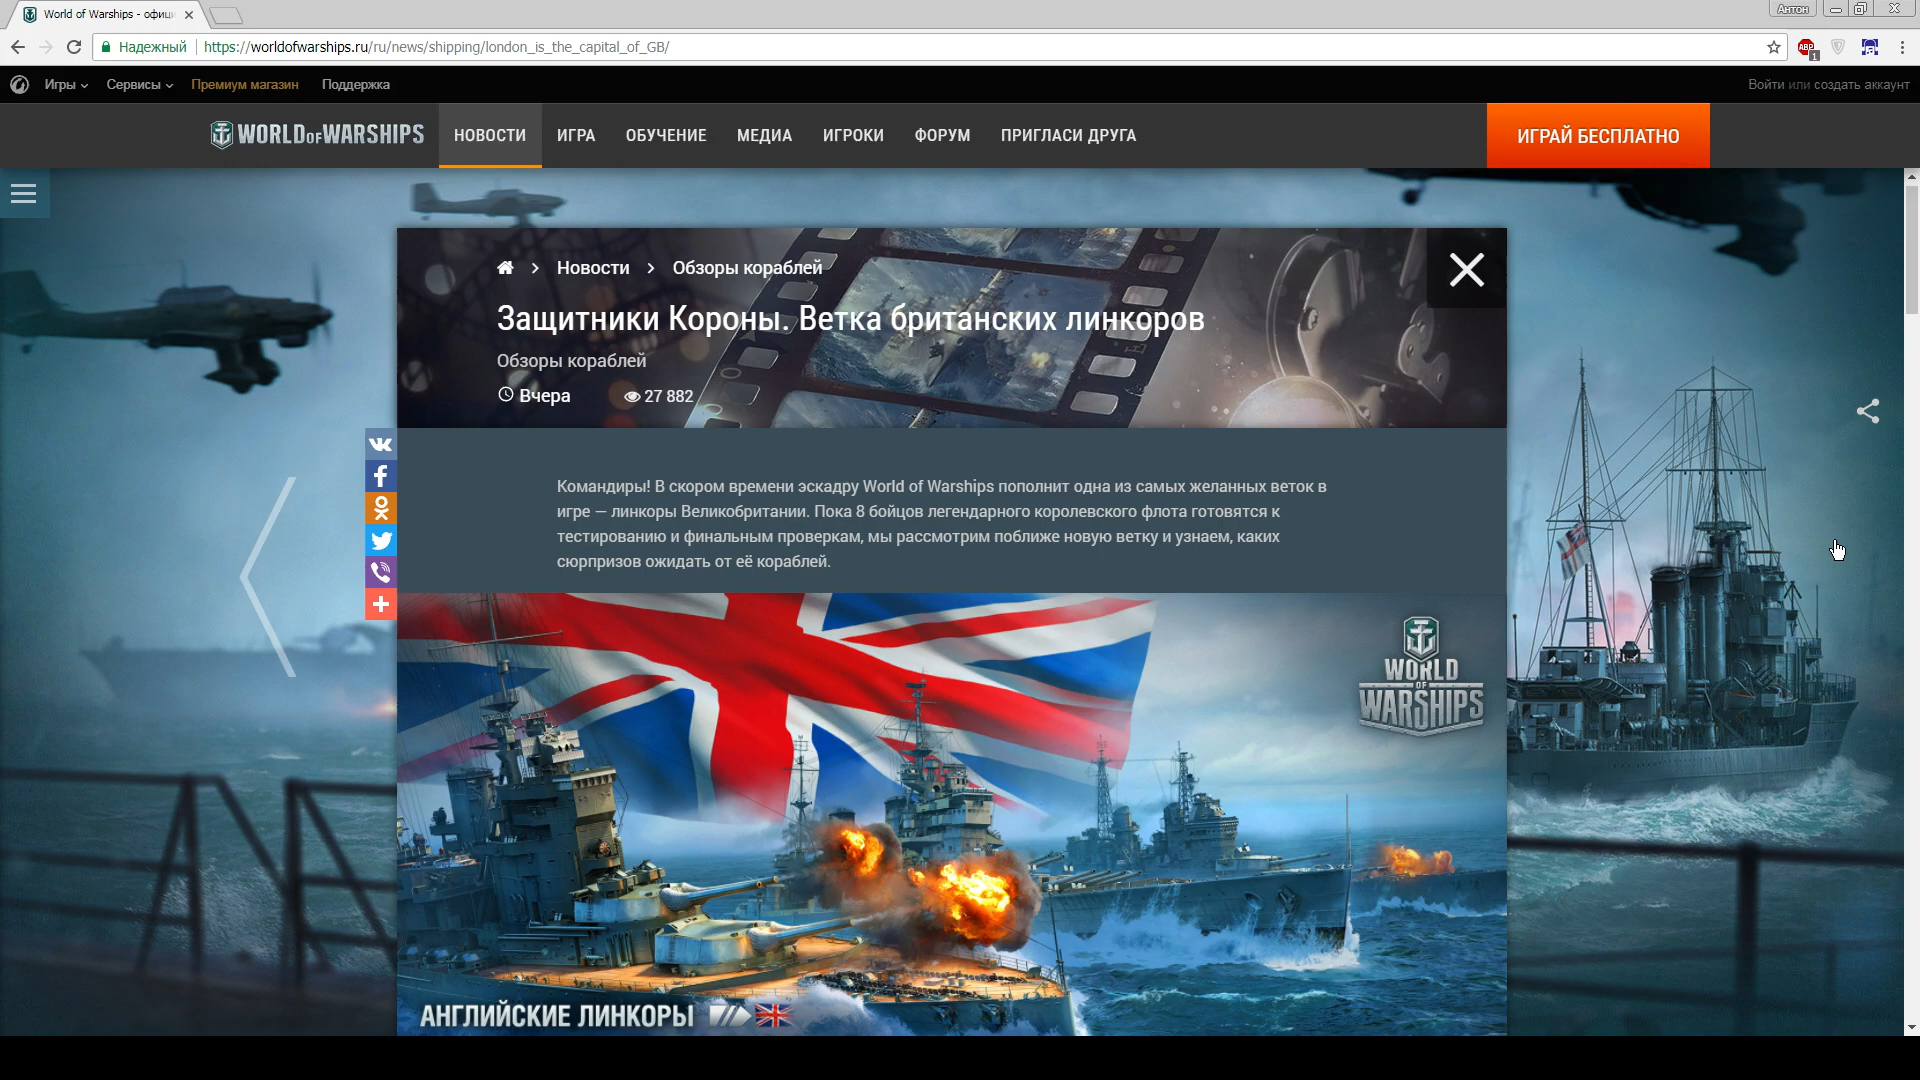 World of Warships - офиц
Антон
Надежный
https://worldofwarships.ru/ru/news/shipping/london_is_the_capital_of_GB/
ABP
1
Игры
Сервисы
Премиум магазин
Поддержка
Войти или создать аккаунт
WORLD OF WARSHIPS
НОВОСТИ
ИГРА
ОБУЧЕНИЕ
МЕДИА
ИГРОКИ
ФОРУМ
ПРИГЛАСИ ДРУГА
ИГРАЙ БЕСПЛАТНО
Новости
Обзоры кораблей
Защитники Короны. Ветка британских линкоров
Обзоры кораблей
Вчера
27 882
Командиры! В скором времени эскадру World of Warships пополнит одна из самых желанных веток в
игре — линкоры Великобритании. Пока 8 бойцов легендарного королевского флота готовятся к
тестированию и финальным проверкам, мы рассмотрим поближе новую ветку и узнаем, каких
сюрпризов ожидать от её кораблей.
WORLD
OF
WARSHIPS
АНГЛИЙСКИЕ ЛИНКОРЫ